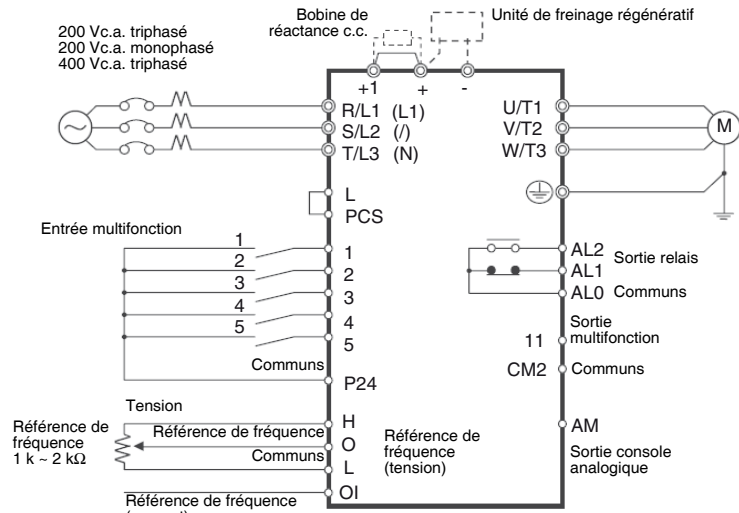 Bobine de
réactance c.c.
Unité de freinage régénératif
200 Vc.a. triphasé
200 Vc.a. monophasé
400 Vc.a. triphasé
+1 + -
R/L1 (L1)
S/L2 (/)
T/L3 (N)
U/T1
V/T2
W/T3
M
L
PCS
Entrée multifonction
1 1
2 2
3 3
4 4
5 5
Communs
P24
AL2
AL1
Sortie relais
AL0 Communs
Sortie
multifonction
11
CM2 Communs
Tension
Référence de
fréquence
1 k ~ 2 kΩ
H
Référence de fréquence
O
Communs
L
OI
Référence de fréquence
Référence de
fréquence
(tension)
AM
Sortie console
analogique